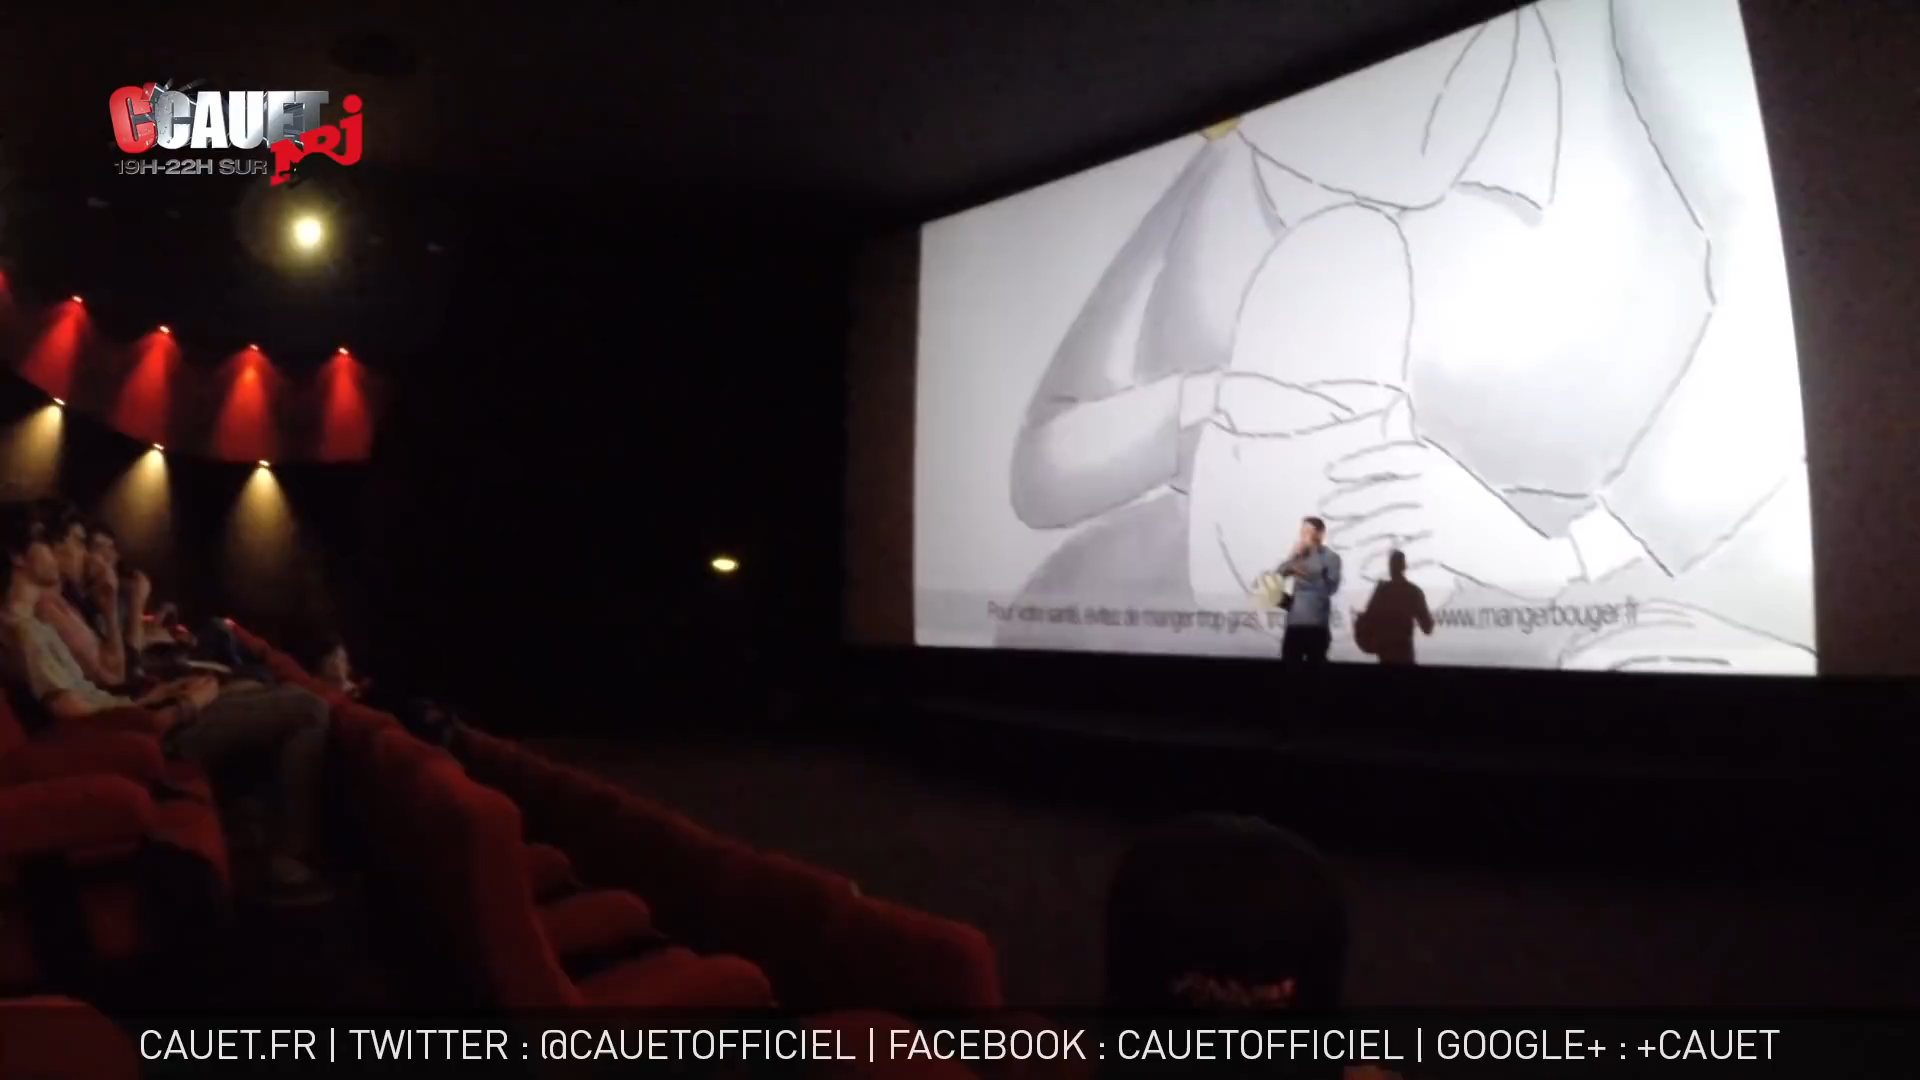 C'CAUET
19H-22H SUR NRJ
Pour votre santé, évitez de manger trop gras, www.mangerbouger.fr
CAUET.FR | TWITTER : @CAUETOFFICIEL | FACEBOOK : CAUETOFFICIEL | GOOGLE+ : +CAUET